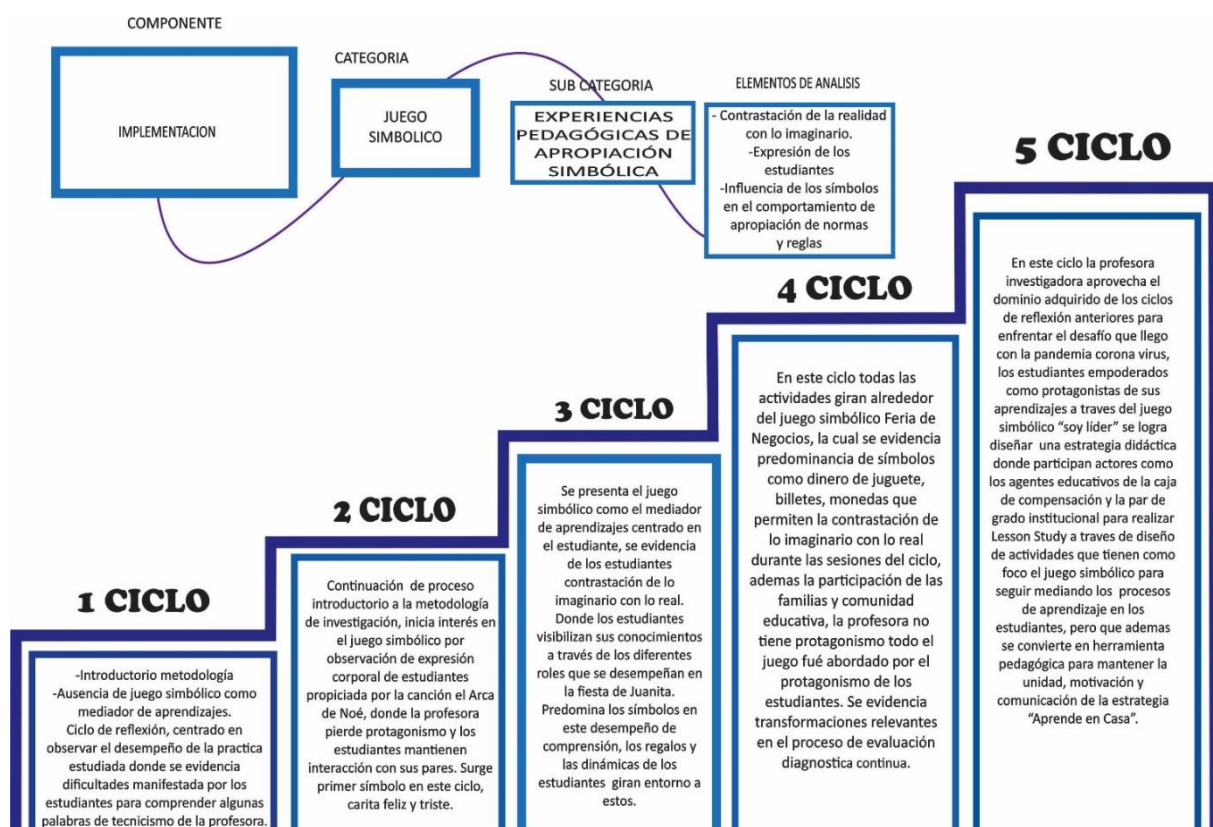 COMPONENTE
IMPLEMENTACION
CATEGORIA
JUEGO
SIMBOLICO
SUB CATEGORIA
EXPERIENCIAS
PEDAGÓGICAS DE
APROPIACIÓN
SIMBÓLICA
ELEMENTOS DE ANALISIS
- Contrastación de la realidad
con lo imaginario.
-Expresión de los
estudiantes
-Influencia de los símbolos
en el comportamiento de
apropiación de normas
y reglas
1 CICLO
-Introductorio metodología
-Ausencia de juego simbólico como
mediador de aprendizajes.
Ciclo de reflexión, centrado en
observar el desempeño de la practica
estudiada donde se evidencia
dificultades manifestada por los
estudiantes para comprender algunas
palabras de tecnicismo de la profesora.
2 CICLO
Continuación de proceso
introductorio a la metodología
de investigación, inicia interés en
el juego simbólico por
observación de expresión
corporal de estudiantes
propiciada por la canción el Arca
de Noé, donde la profesora
pierde protagonismo y los
estudiantes mantienen
interacción con sus pares. Surge
primer símbolo en este ciclo,
carita feliz y triste.
3 CICLO
Se presenta el juego
simbólico como el mediador
de aprendizajes centrado en
el estudiante, se evidencia
de los estudiantes
contrastación de lo
imaginario con lo real.
Donde los estudiantes
visibilizan sus conocimientos
a través de los diferentes
roles que se desempeñan en
la fiesta de Juanita.
Predomina los símbolos en
este desempeño de
comprensión, los regalos y
las dinámicas de los
estudiantes giran entorno a
estos.
4 CICLO
En este ciclo todas las
actividades giran alrededor
del juego simbólico Feria de
Negocios, la cual se evidencia
predominancia de símbolos
como dinero de juguete,
billetes, monedas que
permiten la contrastación de
lo imaginario con lo real
durante las sesiones del ciclo,
ademas la participación de las
familias y comunidad
educativa, la profesora no
tiene protagonismo todo el
juego fué abordado por el
protagonismo de los
estudiantes. Se evidencia
transformaciones relevantes
en el proceso de evaluación
diagnostica continua.
5 CICLO
En este ciclo la profesora
investigadora aprovecha el
dominio adquirido de los ciclos
de reflexión anteriores para
enfrentar el desafío que llego
con la pandemia corona virus,
los estudiantes empoderados
como protagonistas de sus
aprendizajes a traves del juego
simbólico “soy líder” se logra
diseñar una estrategia didáctica
donde participan actores como
los agentes educativos de la caja
de compensación y la par de
grado institucional para realizar
Lesson Study a traves de diseño
de actividades que tienen como
foco el juego simbólico para
seguir mediando los procesos
de aprendizaje en los
estudiantes, pero que ademas
se convierte en herramienta
pedagógica para mantener la
unidad, motivación y
comunicación de la estrategia
“Aprende en Casa”.